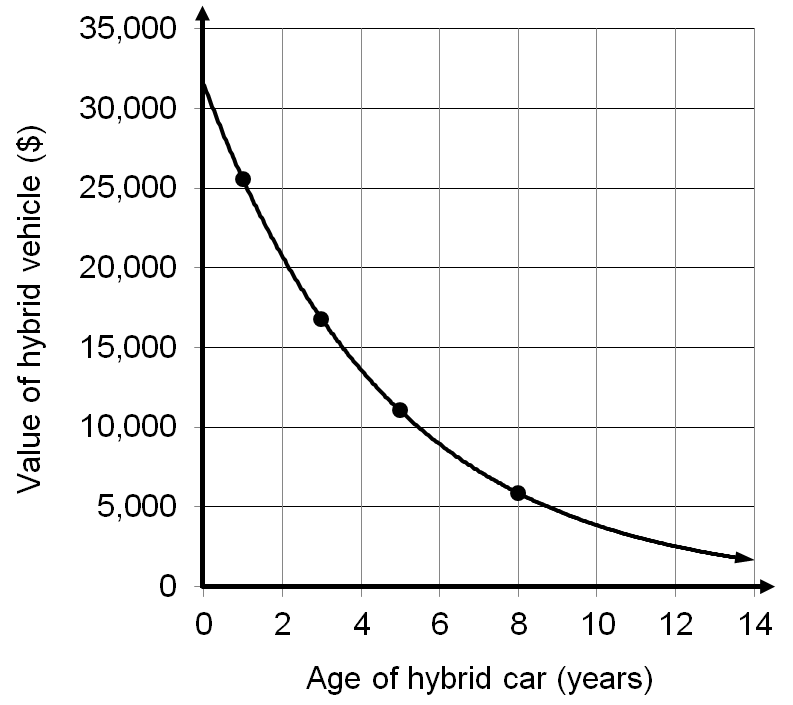 35,000
30,000
25,000
20,000
15,000
10,000
5,000
0
0 2 4 6 8 10 12 14
Value of hybrid vehicle ($)
Age of hybrid car (years)